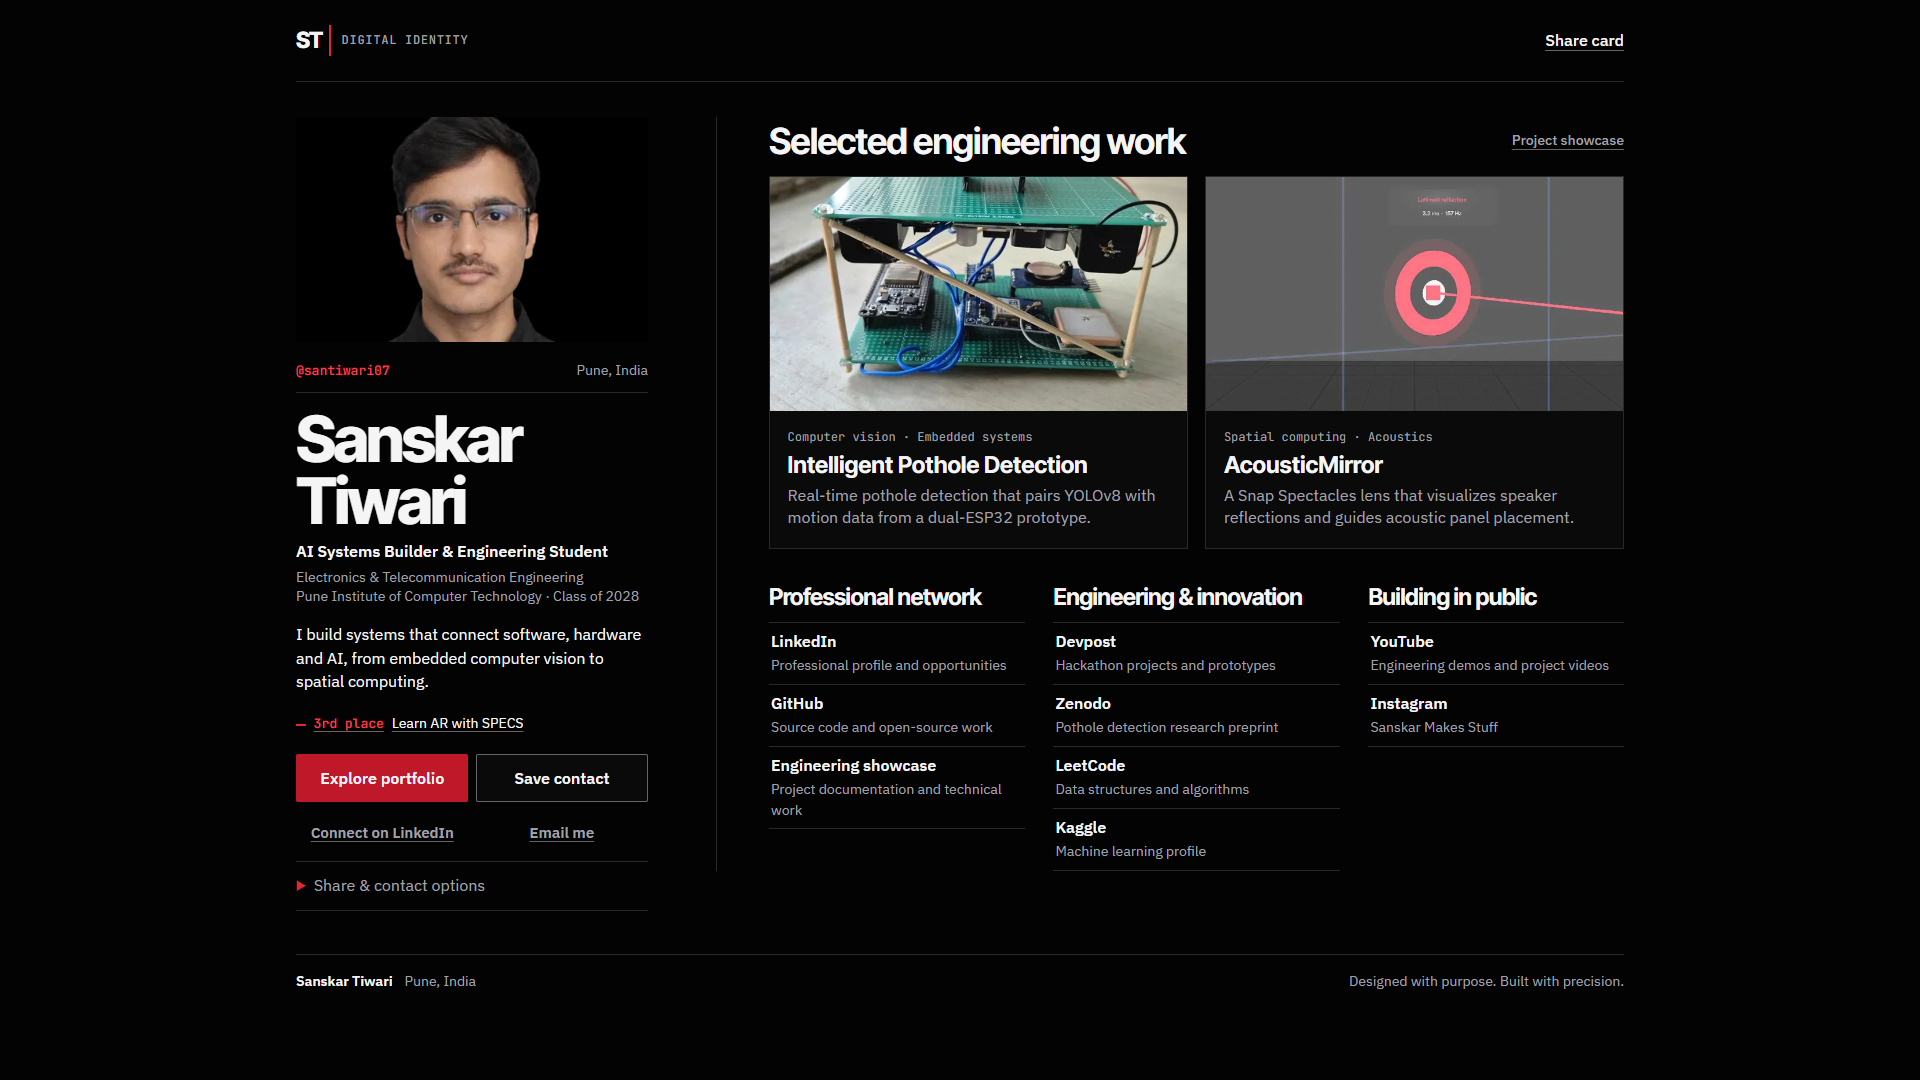 ST DIGITAL IDENTITY
Share card
@santiwari07
Pune, India
Sanskar
Tiwari
AI Systems Builder & Engineering Student
Electronics & Telecommunication Engineering
Pune Institute of Computer Technology · Class of 2028
I build systems that connect software, hardware
and AI, from embedded computer vision to
spatial computing.
— 3rd place Learn AR with SPECS
Explore portfolio
Save contact
Connect on LinkedIn
Email me
Share & contact options
Selected engineering work
Project showcase
Computer vision · Embedded systems
Intelligent Pothole Detection
Real-time pothole detection that pairs YOLOv8 with
motion data from a dual-ESP32 prototype.
Left wall reflection
Spatial computing · Acoustics
AcousticMirror
A Snap Spectacles lens that visualizes speaker
reflections and guides acoustic panel placement.
Professional network
LinkedIn
Professional profile and opportunities
GitHub
Source code and open-source work
Engineering showcase
Project documentation and technical
work
Engineering & innovation
Devpost
Hackathon projects and prototypes
Zenodo
Pothole detection research preprint
LeetCode
Data structures and algorithms
Kaggle
Machine learning profile
Building in public
YouTube
Engineering demos and project videos
Instagram
Sanskar Makes Stuff
Sanskar Tiwari Pune, India
Designed with purpose. Built with precision.